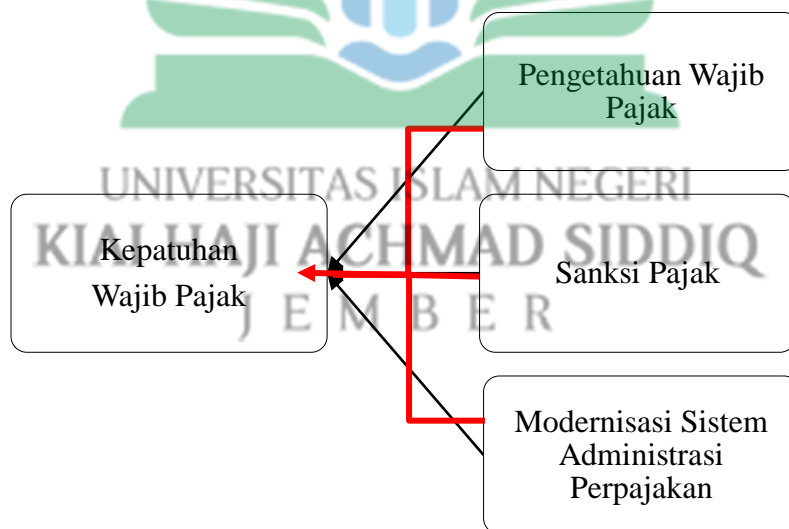 Pengetahuan Wajib
Pajak
UNIVERSITAS ISLAM NEGERI
KIAI HAJI ACHMAD SIDDIQ
JEMBER
Kepatuhan
Wajib Pajak
Sanksi Pajak
Modernisasi Sistem
Administrasi
Perpajakan